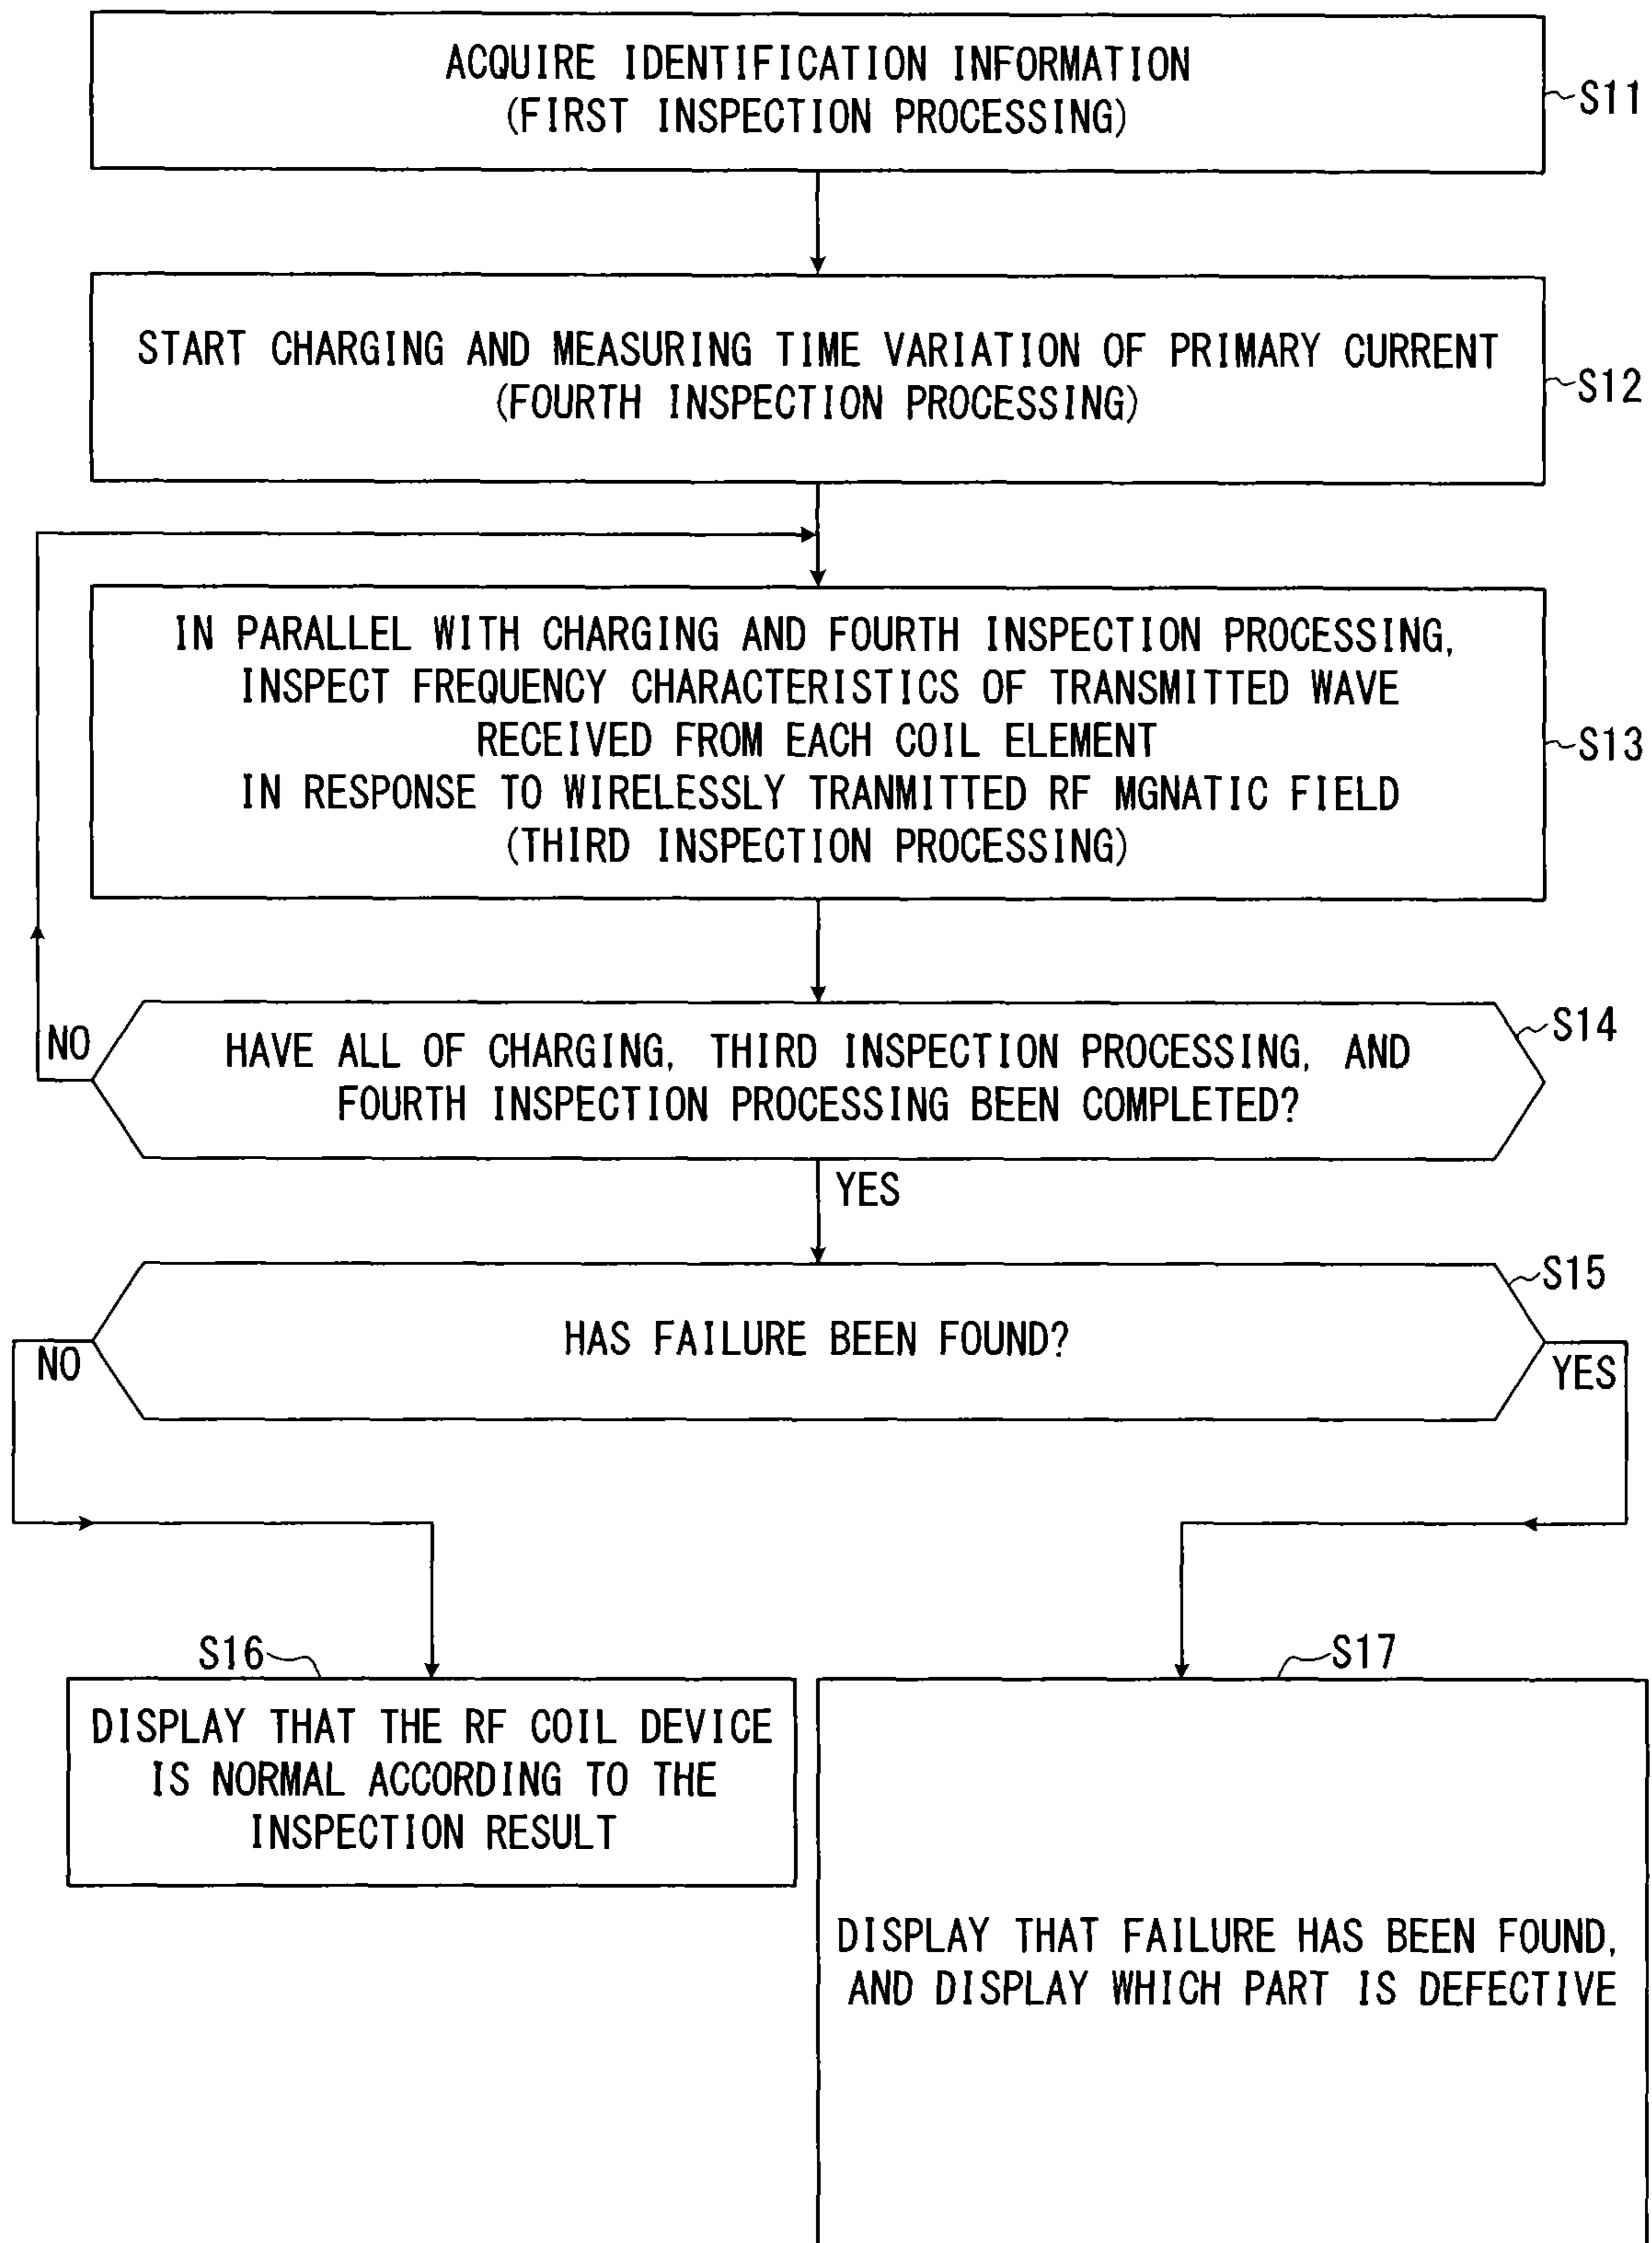 ACQUIRE IDENTIFICATION INFORMATION
(FIRST INSPECTION PROCESSING)
S11
START CHARGING AND MEASURING TIME VARIATION OF PRIMARY CURRENT
(FOURTH INSPECTION PROCESSING)
S12
IN PARALLEL WITH CHARGING AND FOURTH INSPECTION PROCESSING,
INSPECT FREQUENCY CHARACTERISTICS OF TRANSMITTED WAVE
RECEIVED FROM EACH COIL ELEMENT
IN RESPONSE TO WIRELESSLY TRANMITTED RF MGNATIC FIELD
(THIRD INSPECTION PROCESSING)
S13
HAVE ALL OF CHARGING, THIRD INSPECTION PROCESSING, AND
FOURTH INSPECTION PROCESSING BEEN COMPLETED?
S14
NO
YES
HAS FAILURE BEEN FOUND?
S15
NO
YES
S16
DISPLAY THAT THE RF COIL DEVICE
IS NORMAL ACCORDING TO THE
INSPECTION RESULT
S17
DISPLAY THAT FAILURE HAS BEEN FOUND,
AND DISPLAY WHICH PART IS DEFECTIVE